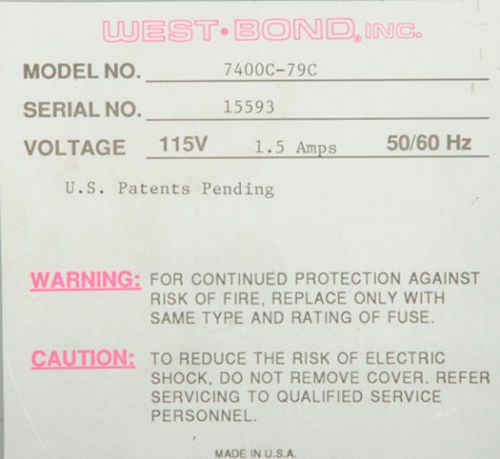 WEST·BOND, INC.
MODEL NO. 7400C-79C
SERIAL NO. 15593
VOLTAGE 115V 1.5 Amps 50/60 Hz
U.S. Patents Pending
WARNING: FOR CONTINUED PROTECTION AGAINST
RISK OF FIRE, REPLACE ONLY WITH
SAME TYPE AND RATING OF FUSE.
CAUTION: TO REDUCE THE RISK OF ELECTRIC
SHOCK, DO NOT REMOVE COVER. REFER
SERVICING TO QUALIFIED SERVICE
PERSONNEL.
MADE IN U.S.A.